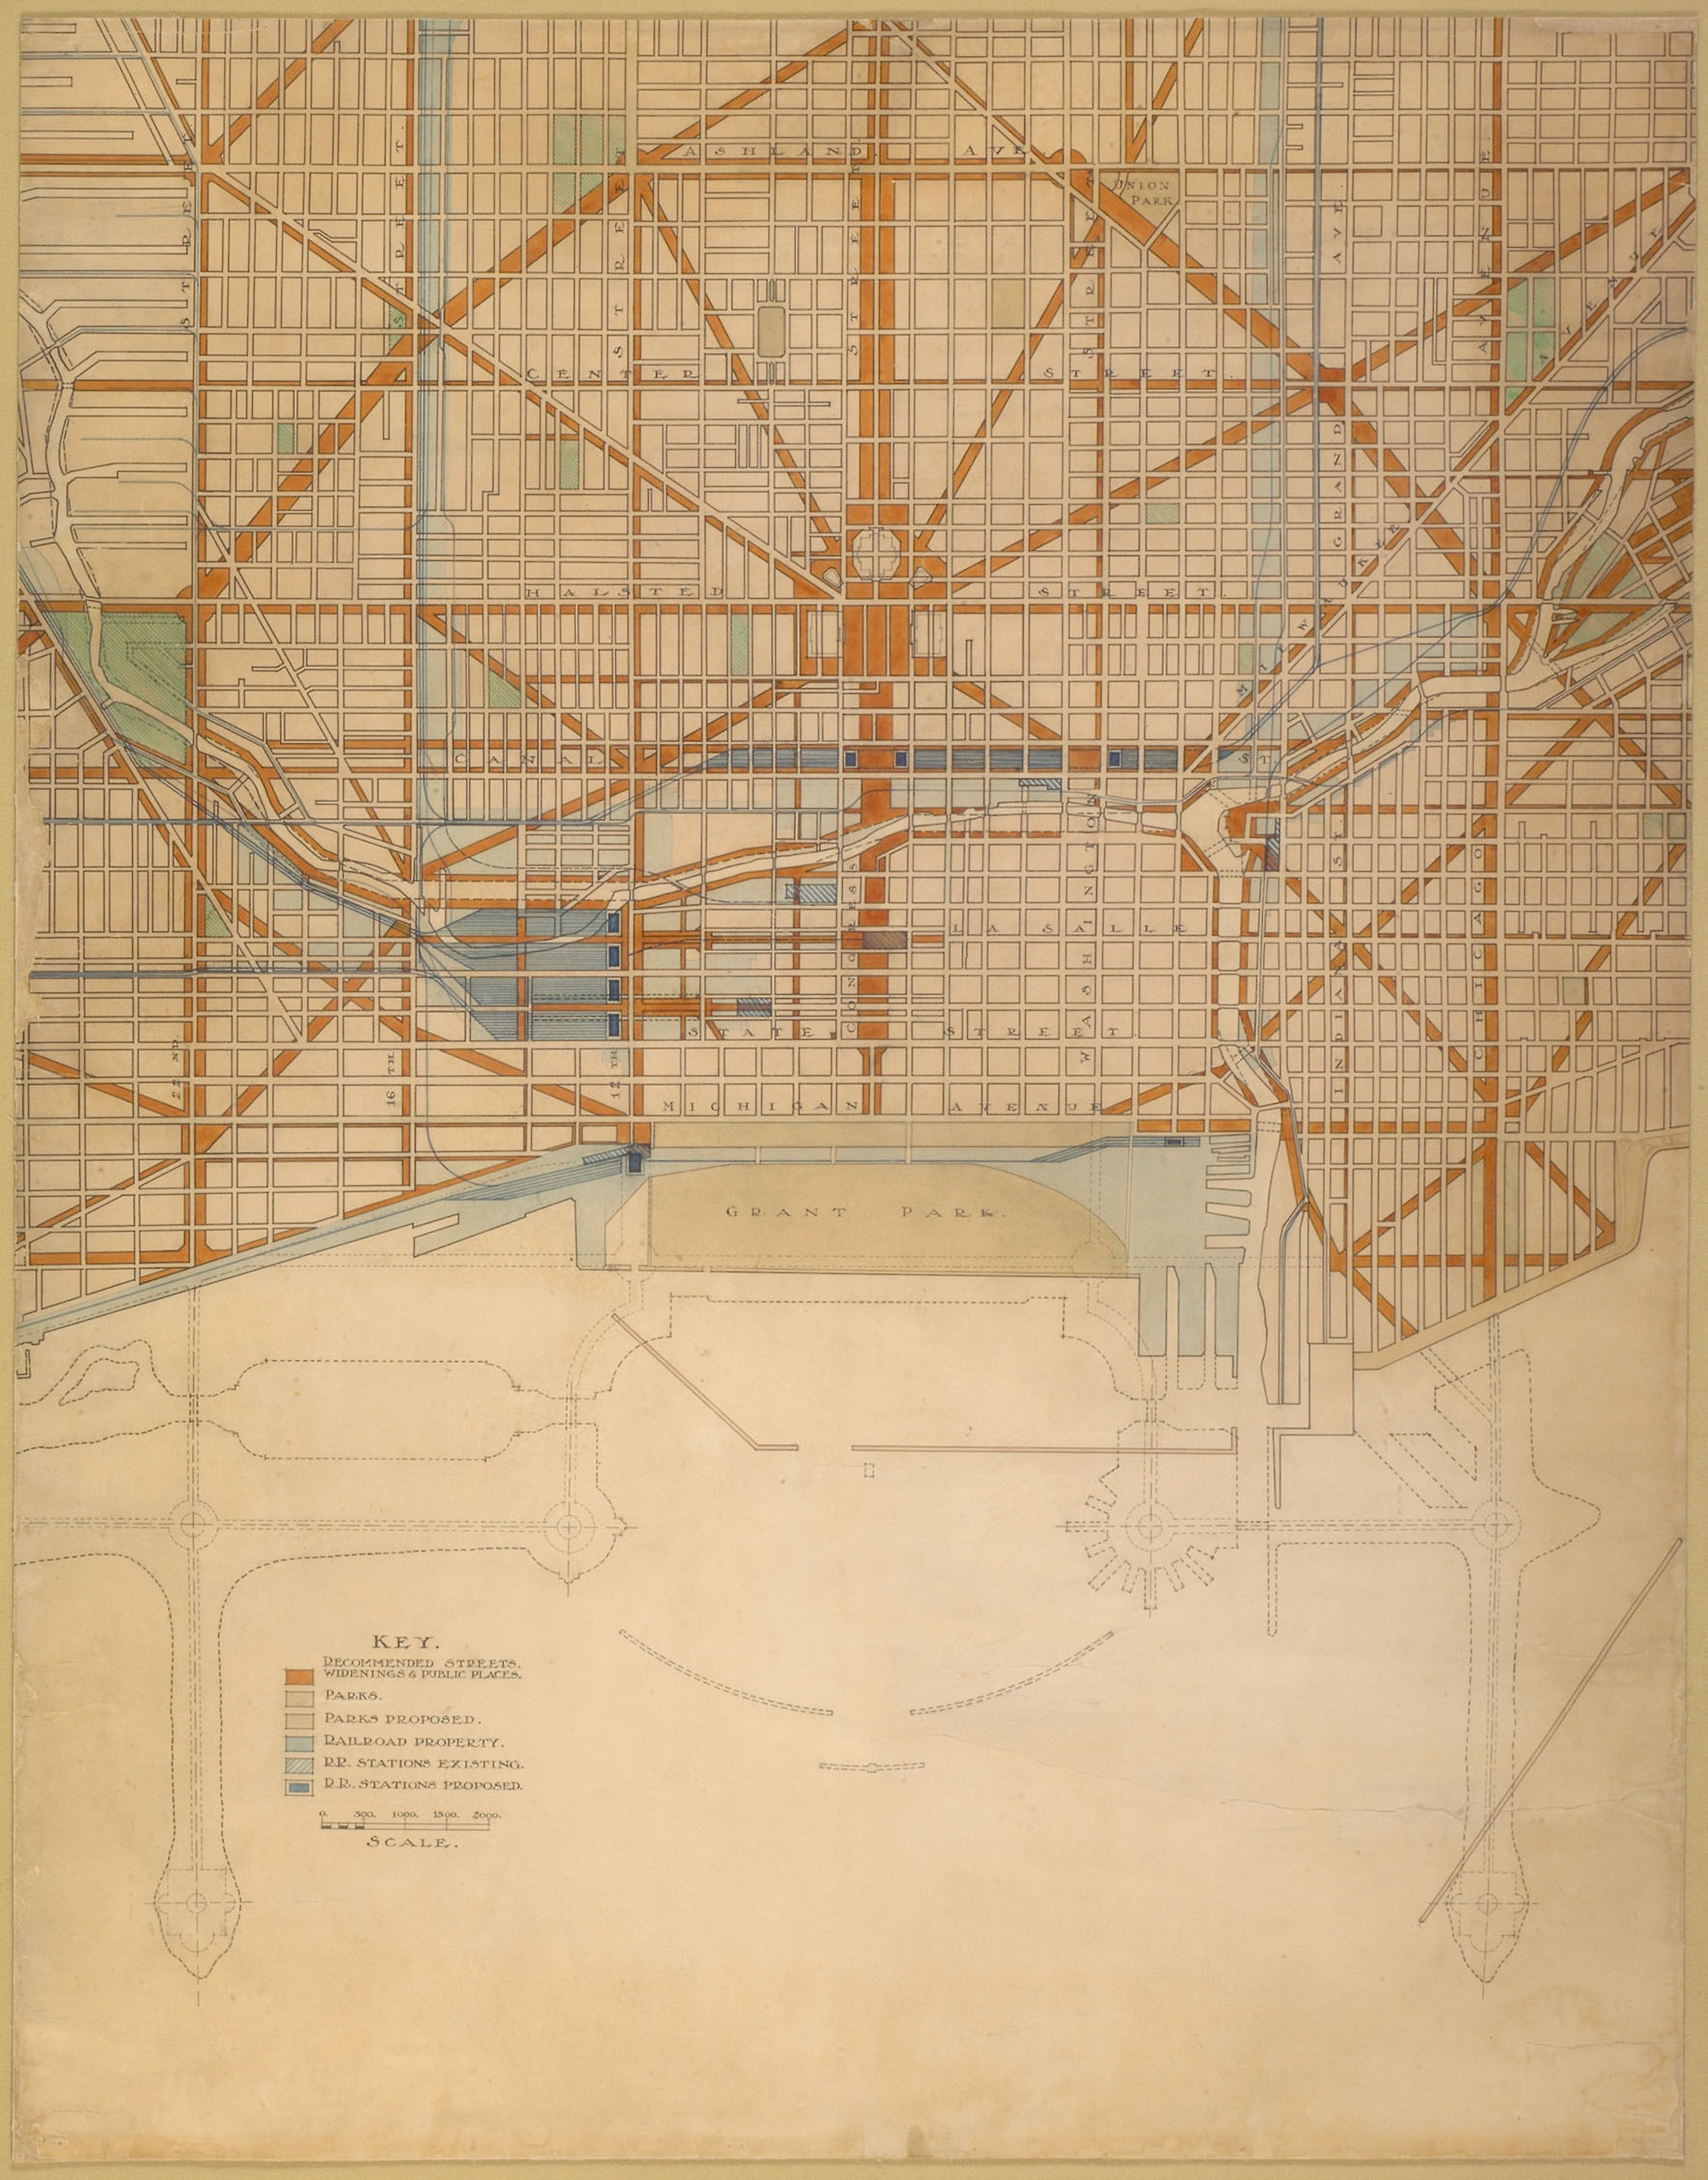 ASHLAND AVE.
UNION
PARK.
STREET
STREET
STREET
STREET
STREET
AVE.
AVENUE
AVENUE
CENTER STREET.
GRAND
MILWAUKEE
HALSTED STREET.
CANAL ST.
CONGRESS
WASHINGTON
LA SALLE
INDIANA ST.
CHICAGO
STATE STREET.
22 ND.
16 TH.
12 TH.
MICHIGAN AVENUE.
GRANT PARK.
KEY.
RECOMMENDED STREETS.
WIDENINGS & PUBLIC PLACES.
PARKS.
PARKS PROPOSED.
RAILROAD PROPERTY.
R.R. STATIONS EXISTING.
R.R. STATIONS PROPOSED.
0. 500. 1000. 1500. 2000.
SCALE.